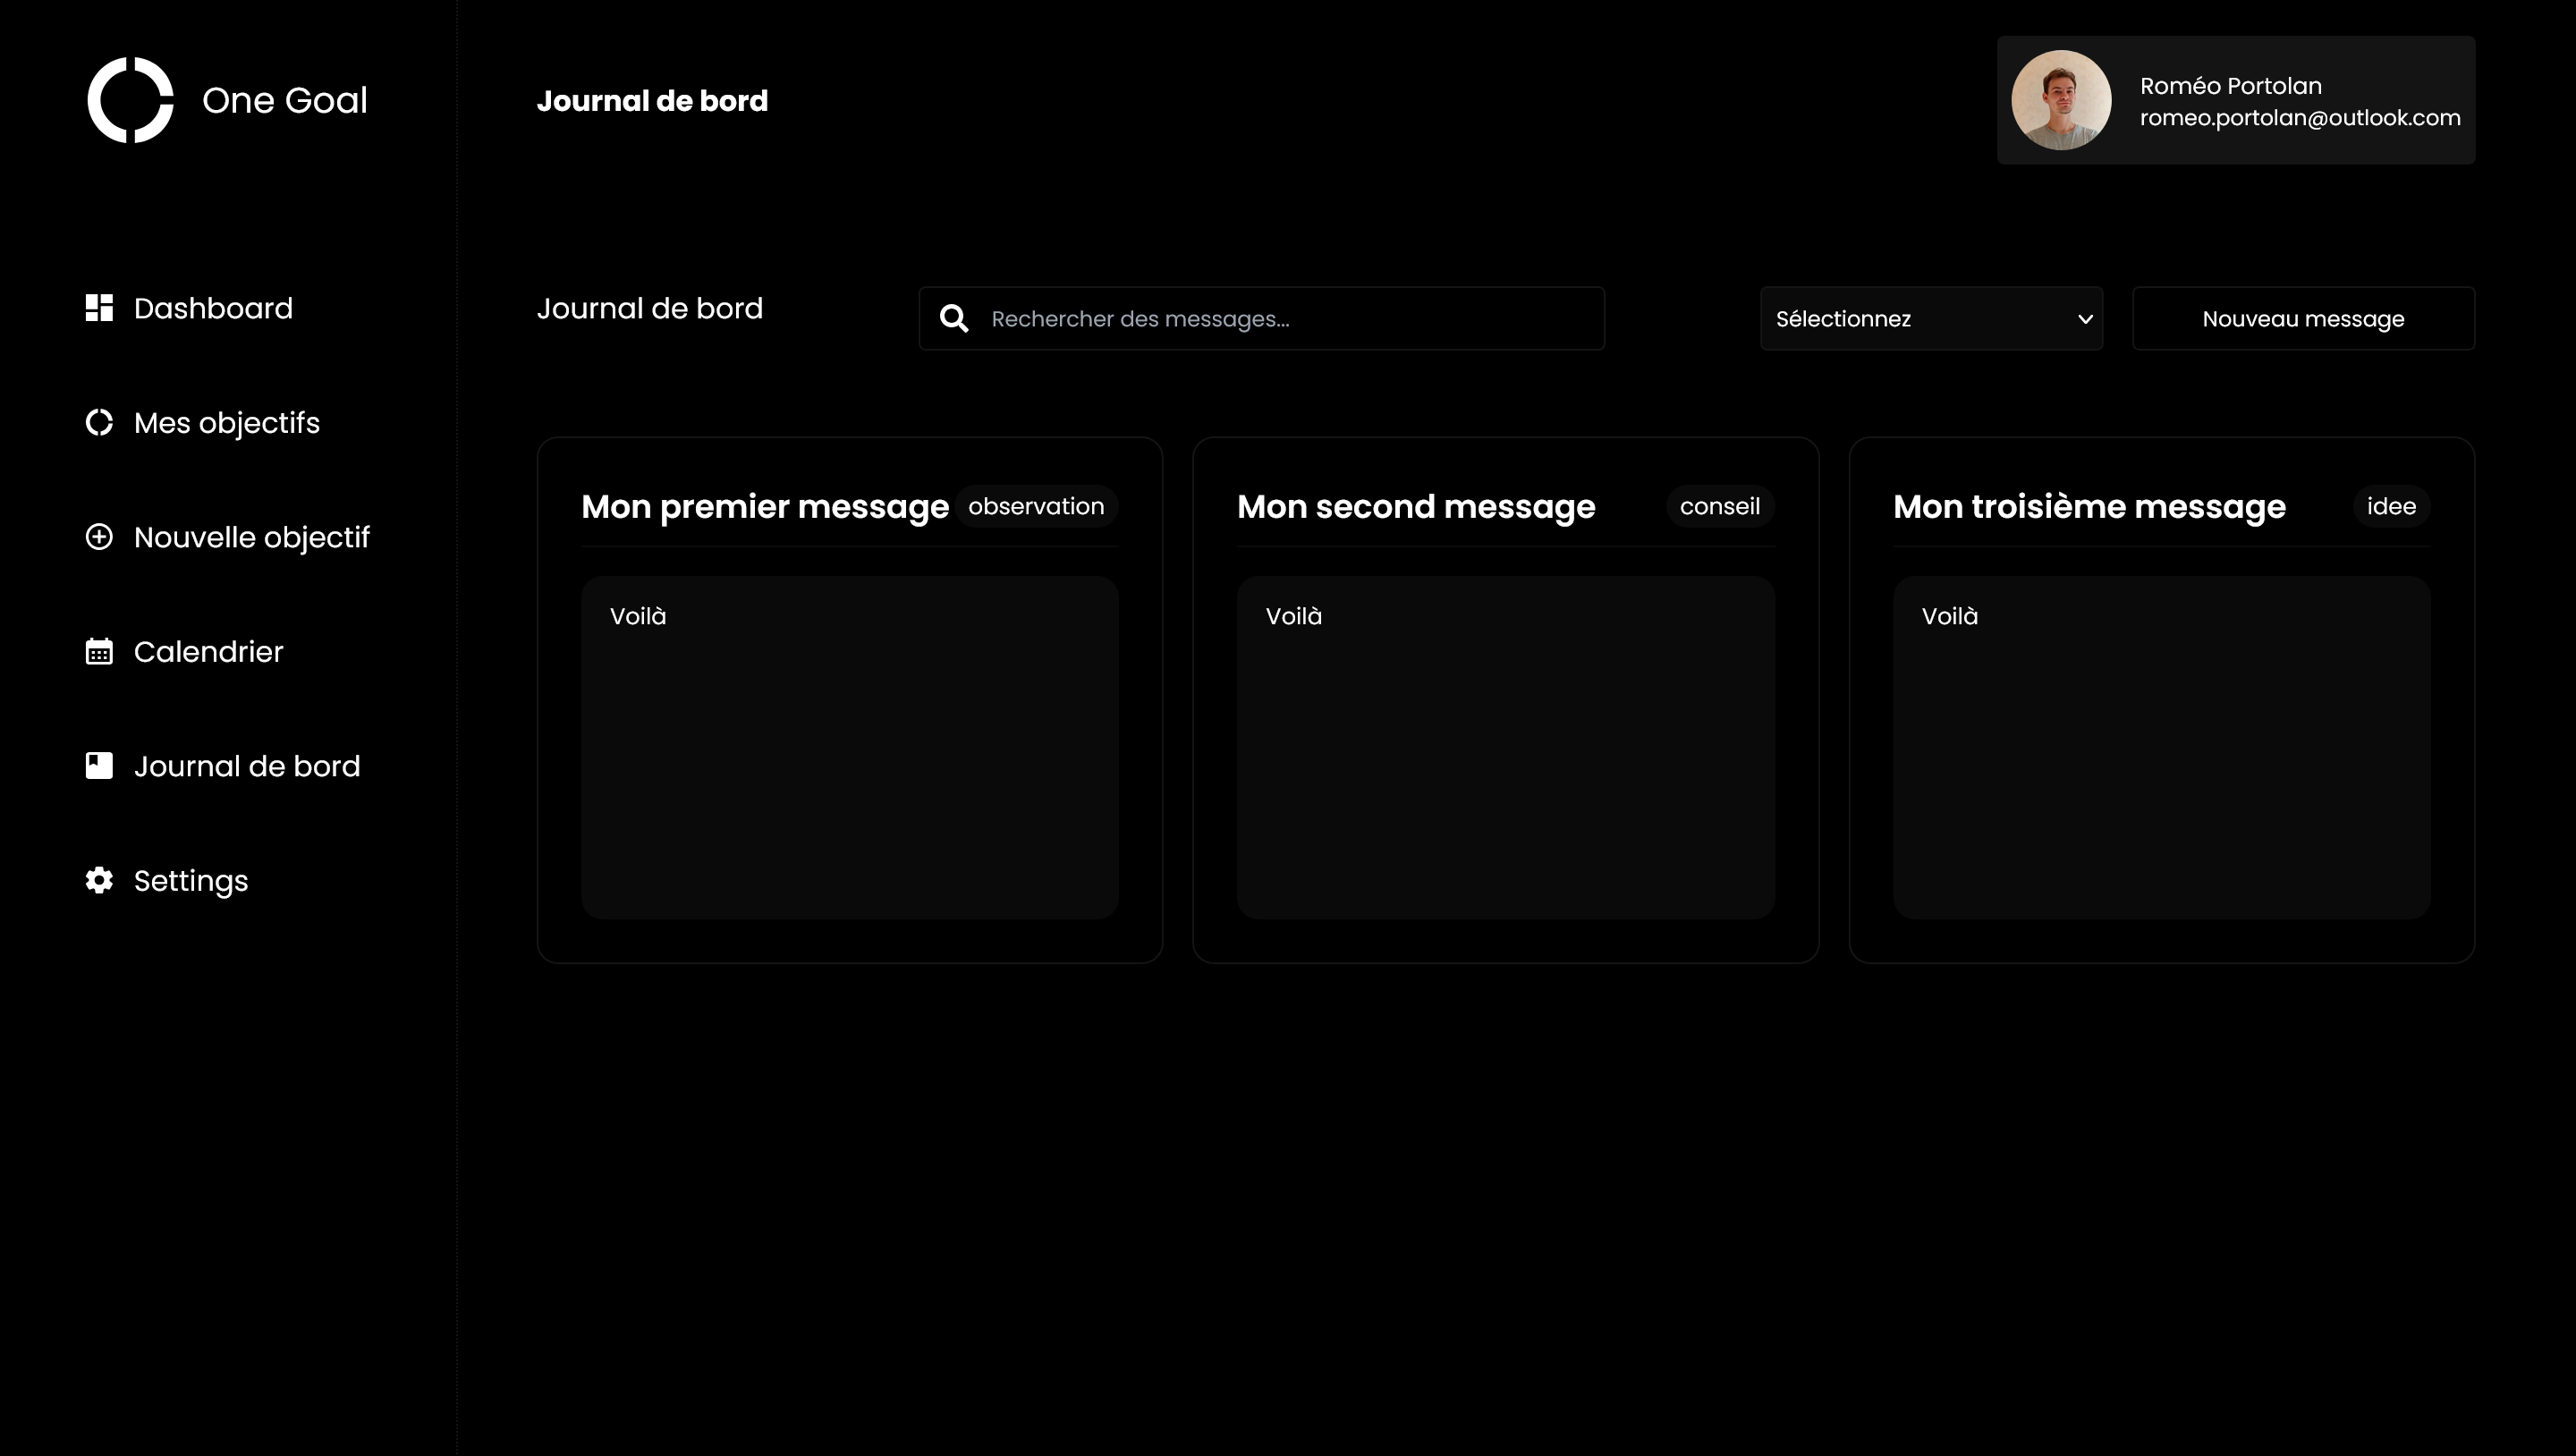 One Goal
Journal de bord
Roméo Portolan
romeo.portolan@outlook.com
Dashboard
Mes objectifs
Nouvelle objectif
Calendrier
Journal de bord
Settings
Journal de bord
Rechercher des messages...
Sélectionnez
Nouveau message
Mon premier message
observation
Voilà
Mon second message
conseil
Voilà
Mon troisième message
idee
Voilà